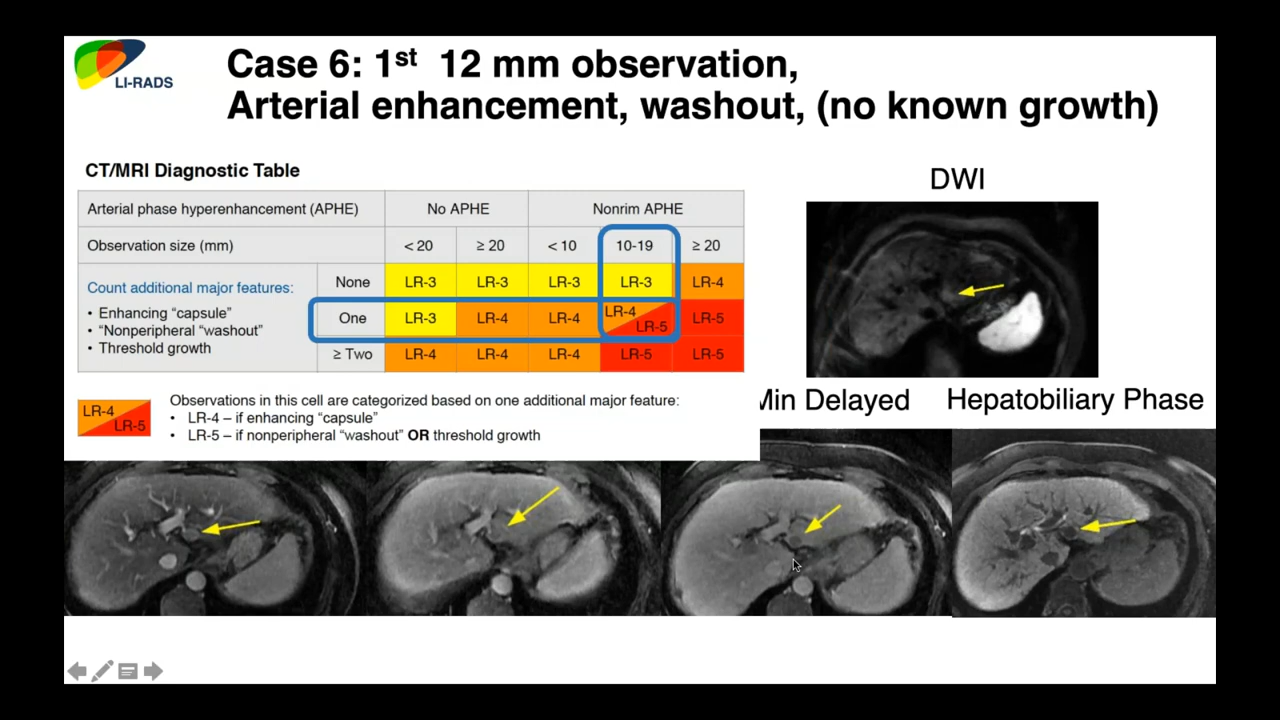 LI-RADS
Case 6: 1st 12 mm observation,
Arterial enhancement, washout, (no known growth)
CT/MRI Diagnostic Table
Arterial phase hyperenhancement (APHE) No APHE Nonrim APHE
Observation size (mm) < 20 ≥ 20 < 10 10-19 ≥ 20
Count additional major features:
• Enhancing “capsule”
• “Nonperipheral “washout”
• Threshold growth
None LR-3 LR-3 LR-3 LR-3 LR-4
One LR-3 LR-4 LR-4 LR-4 LR-5 LR-5
≥ Two LR-4 LR-4 LR-4 LR-5 LR-5
LR-4
LR-5
Observations in this cell are categorized based on one additional major feature:
• LR-4 – if enhancing “capsule”
• LR-5 – if nonperipheral “washout” OR threshold growth
DWI
Min Delayed
Hepatobiliary Phase